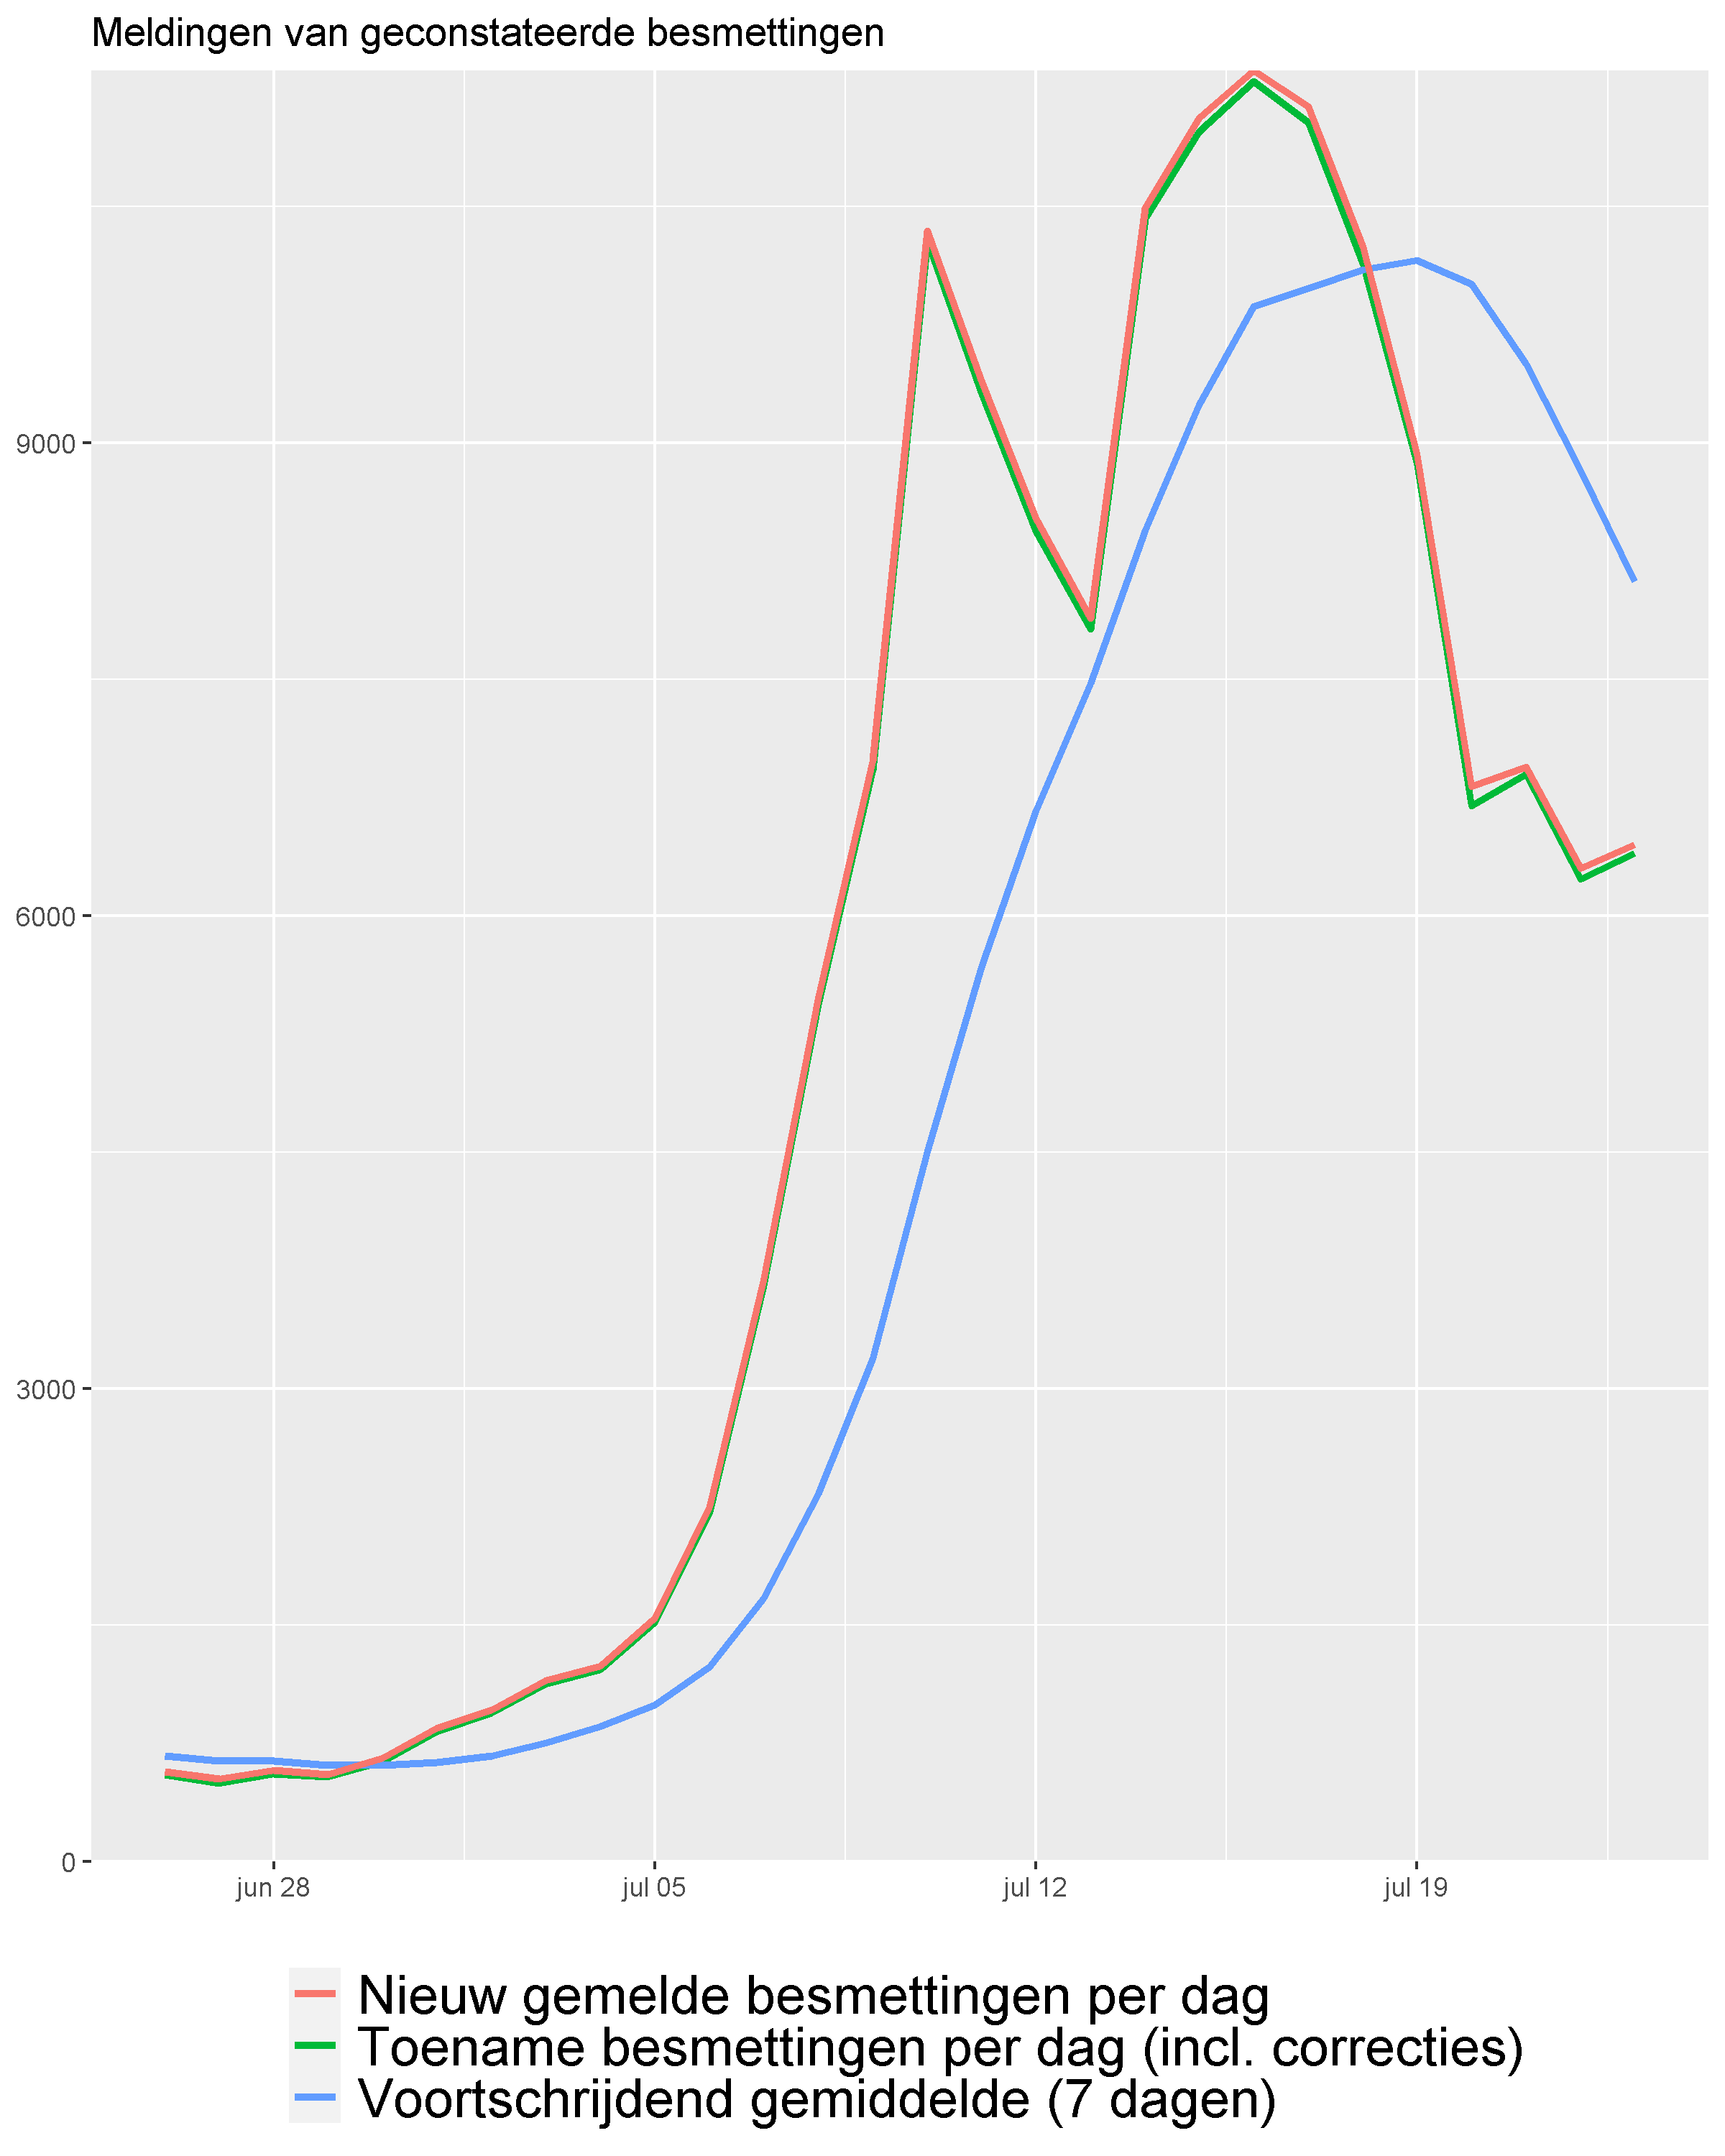 Meldingen van geconstateerde besmettingen
9000
6000
3000
0
jun 28
jul 05
jul 12
jul 19
Nieuw gemelde besmettingen per dag
Toename besmettingen per dag (incl. correcties)
Voortschrijdend gemiddelde (7 dagen)